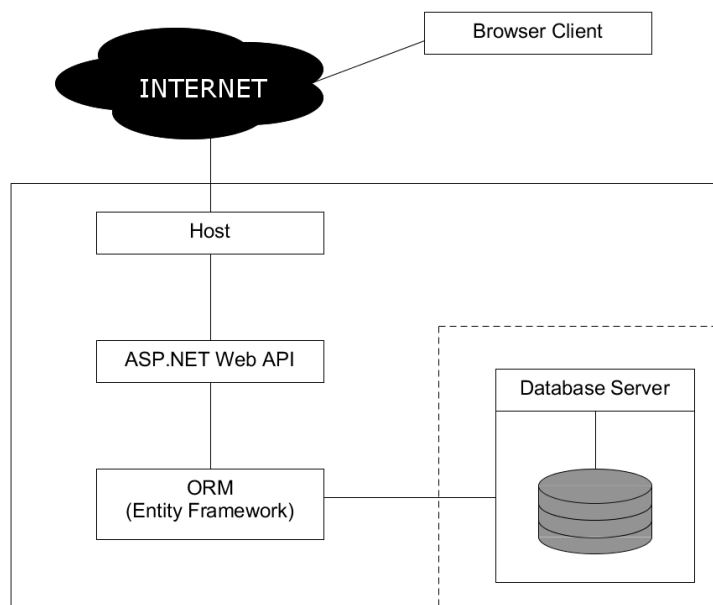 Browser Client
INTERNET
Host
ASP.NET Web API
Database Server
ORM
(Entity Framework)